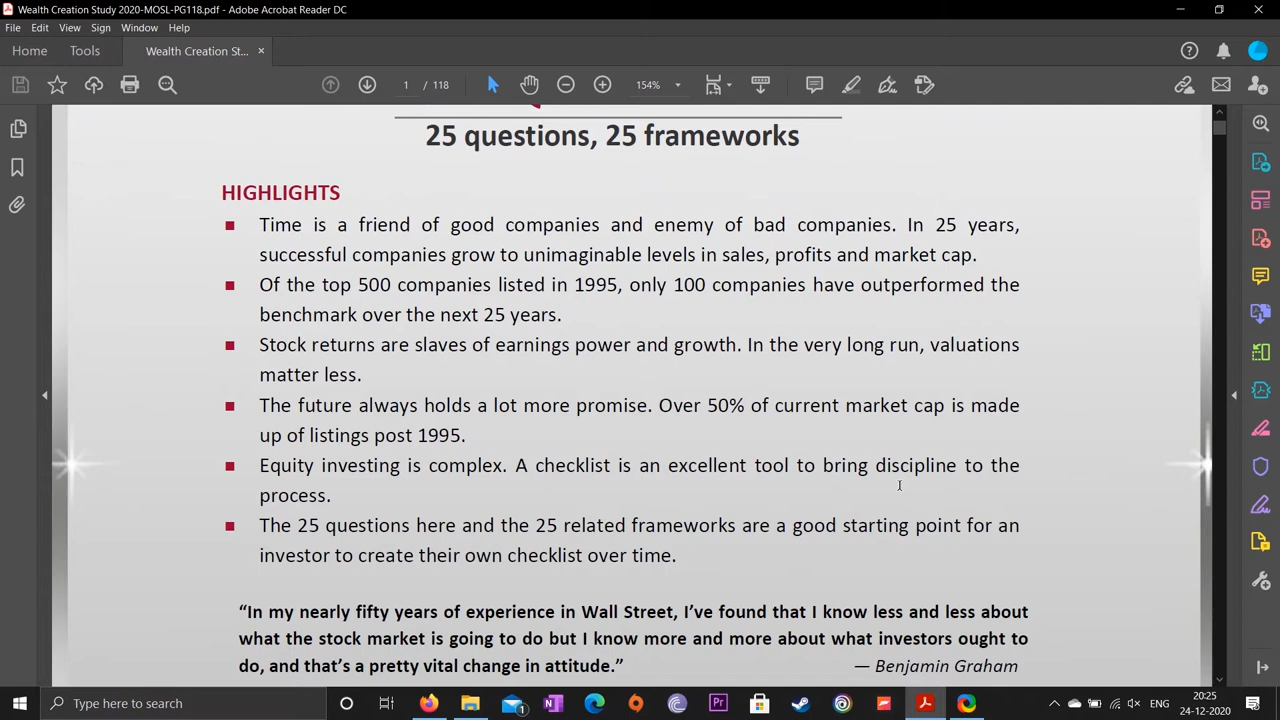 Wealth Creation Study 2020-MOSL-PG118.pdf - Adobe Acrobat Reader DC
File Edit View Sign Window Help
Home Tools Wealth Creation St... ×
1 / 118 154%
25 questions, 25 frameworks
HIGHLIGHTS
Time is a friend of good companies and enemy of bad companies. In 25 years,
successful companies grow to unimaginable levels in sales, profits and market cap.
Of the top 500 companies listed in 1995, only 100 companies have outperformed the
benchmark over the next 25 years.
Stock returns are slaves of earnings power and growth. In the very long run, valuations
matter less.
The future always holds a lot more promise. Over 50% of current market cap is made
up of listings post 1995.
Equity investing is complex. A checklist is an excellent tool to bring discipline to the
process.
The 25 questions here and the 25 related frameworks are a good starting point for an
investor to create their own checklist over time.
“In my nearly fifty years of experience in Wall Street, I’ve found that I know less and less about
what the stock market is going to do but I know more and more about what investors ought to
do, and that’s a pretty vital change in attitude.” — Benjamin Graham
Type here to search
1
Pr
ENG
20:25
24-12-2020